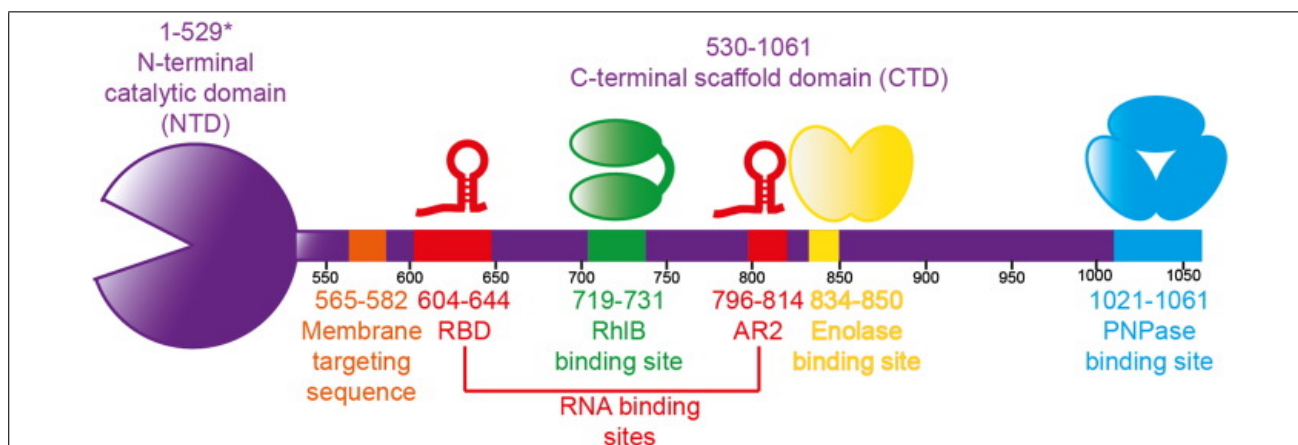 1-529*
N-terminal
catalytic domain
(NTD)
530-1061
C-terminal scaffold domain (CTD)
550 600 650 700 750 800 850 900 950 1000 1050
565-582
Membrane
targeting
sequence
604-644
RBD
719-731
RhlB
binding site
796-814
AR2
834-850
Enolase
binding site
1021-1061
PNPase
binding site
RNA binding
sites